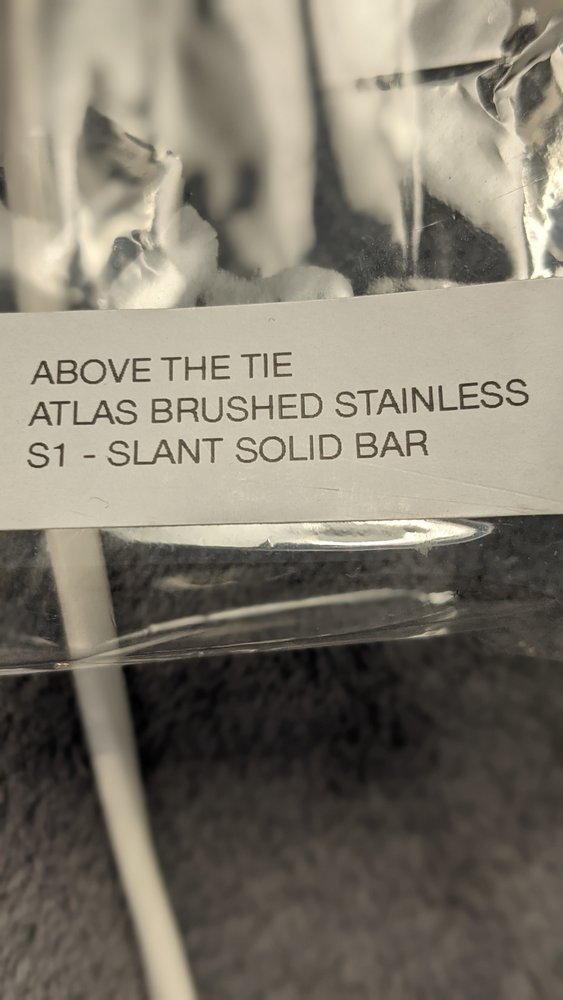 ABOVE THE TIE
ATLAS BRUSHED STAINLESS
S1 - SLANT SOLID BAR